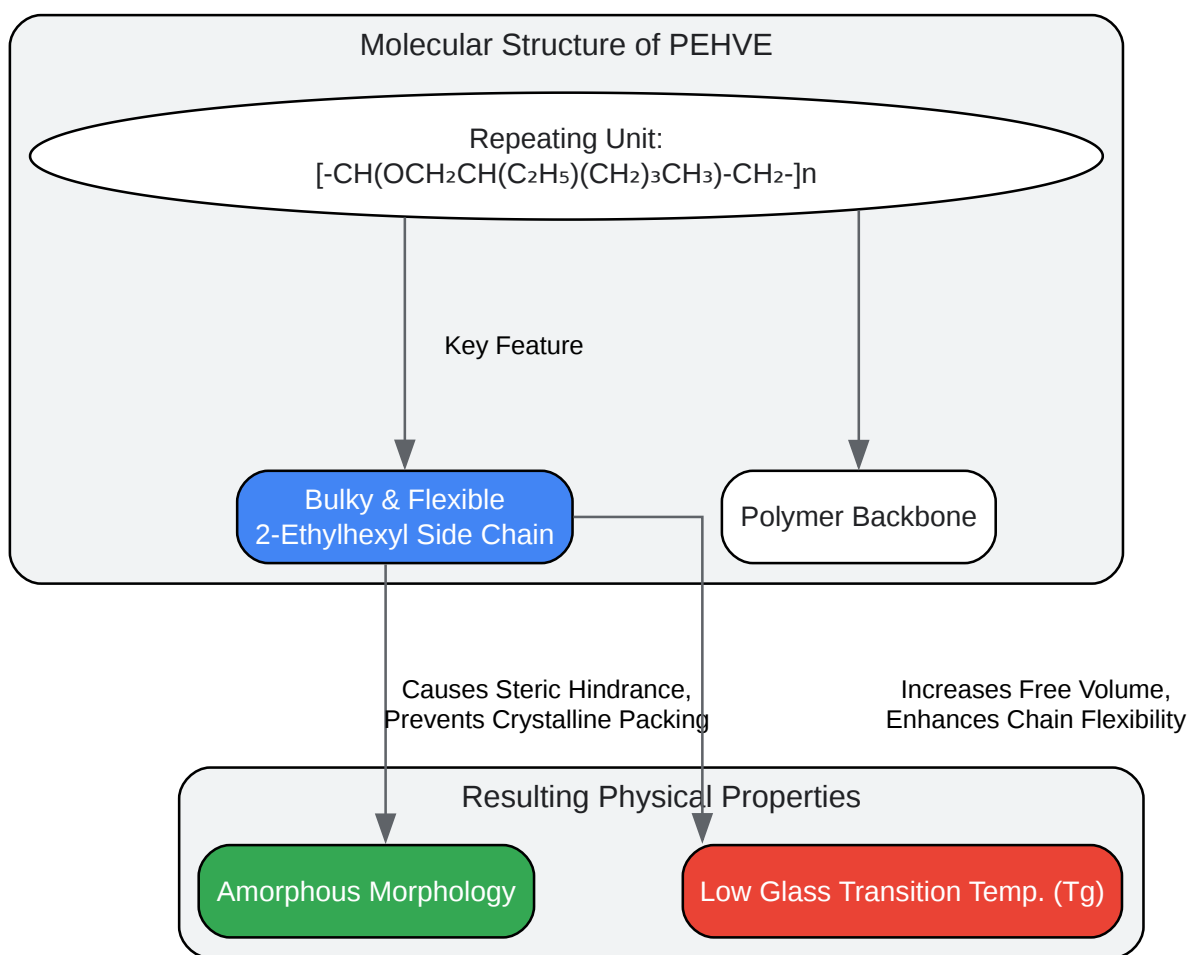 Molecular Structure of PEHVE
Repeating Unit:
[-CH(OCH₂CH(C₂H₅)(CH₂)₃CH₃)-CH₂-]n
Key Feature
Bulky & Flexible
2-Ethylhexyl Side Chain
Polymer Backbone
Causes Steric Hindrance,
Prevents Crystalline Packing
Increases Free Volume,
Enhances Chain Flexibility
Resulting Physical Properties
Amorphous Morphology
Low Glass Transition Temp. (Tg)